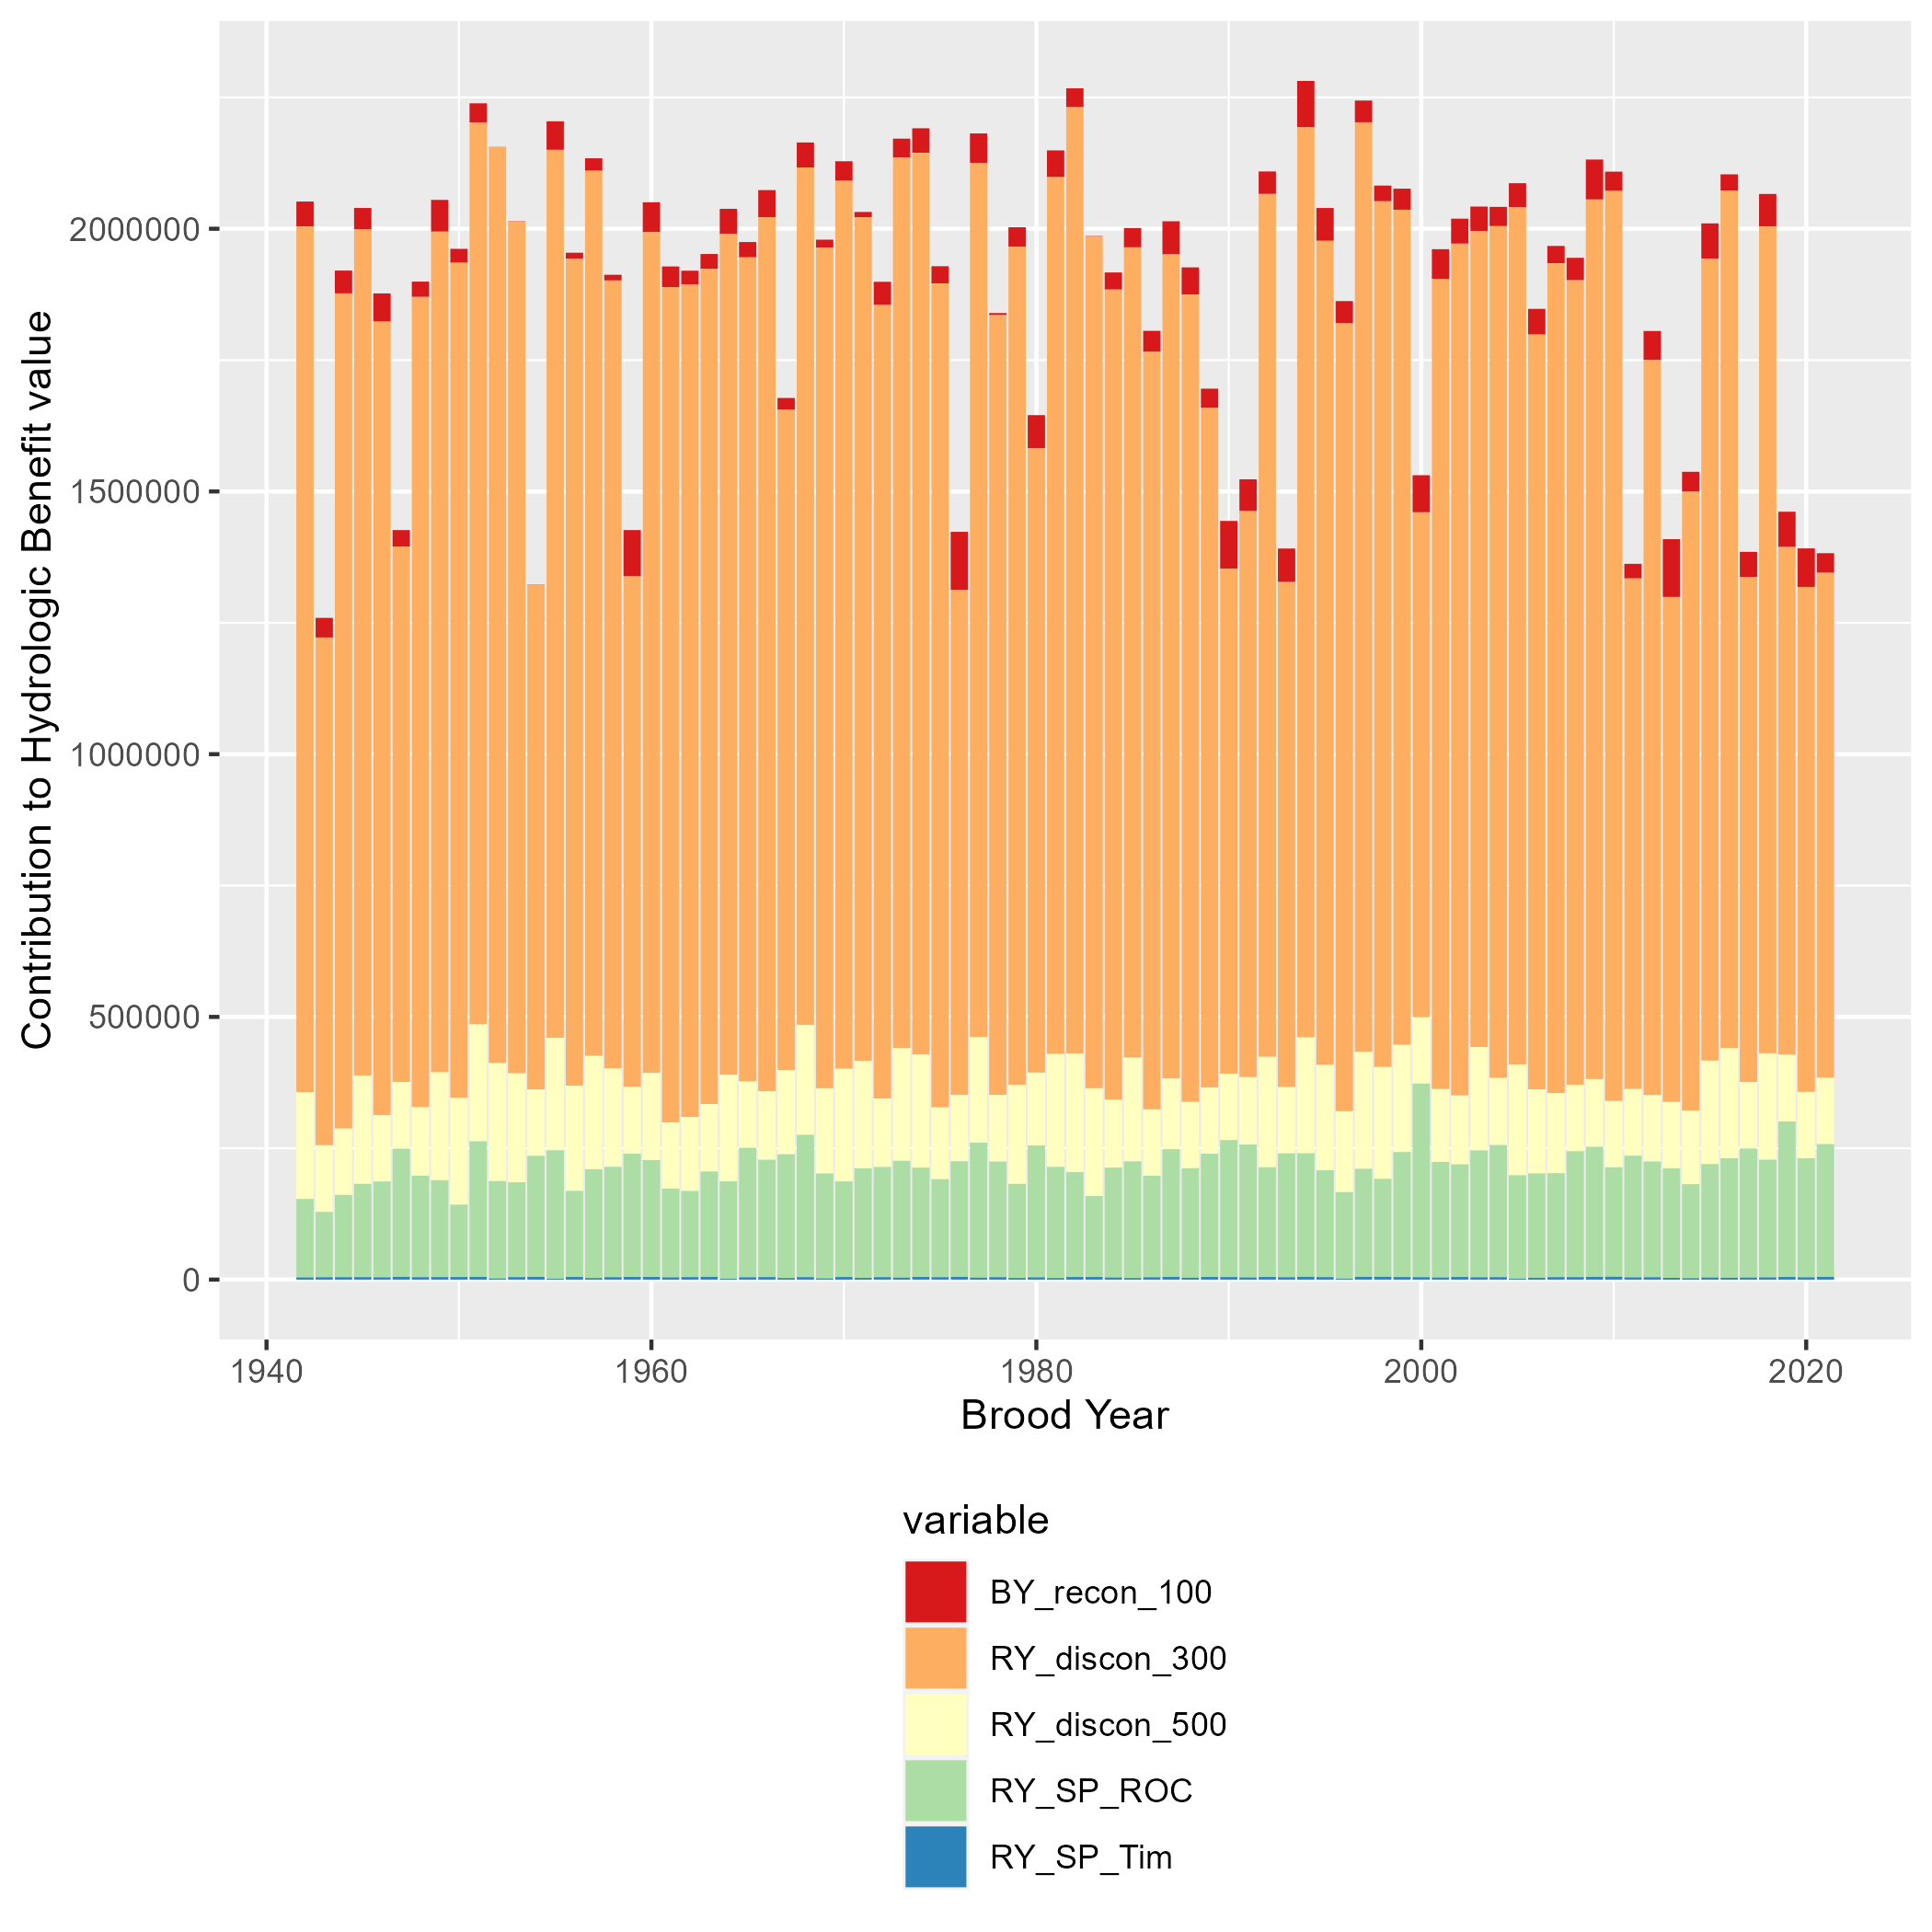 Contribution to Hydrologic Benefit value
2000000
1500000
1000000
500000
0
1940 1960 1980 2000 2020
Brood Year
variable
BY_recon_100
RY_discon_300
RY_discon_500
RY_SP_ROC
RY_SP_Tim